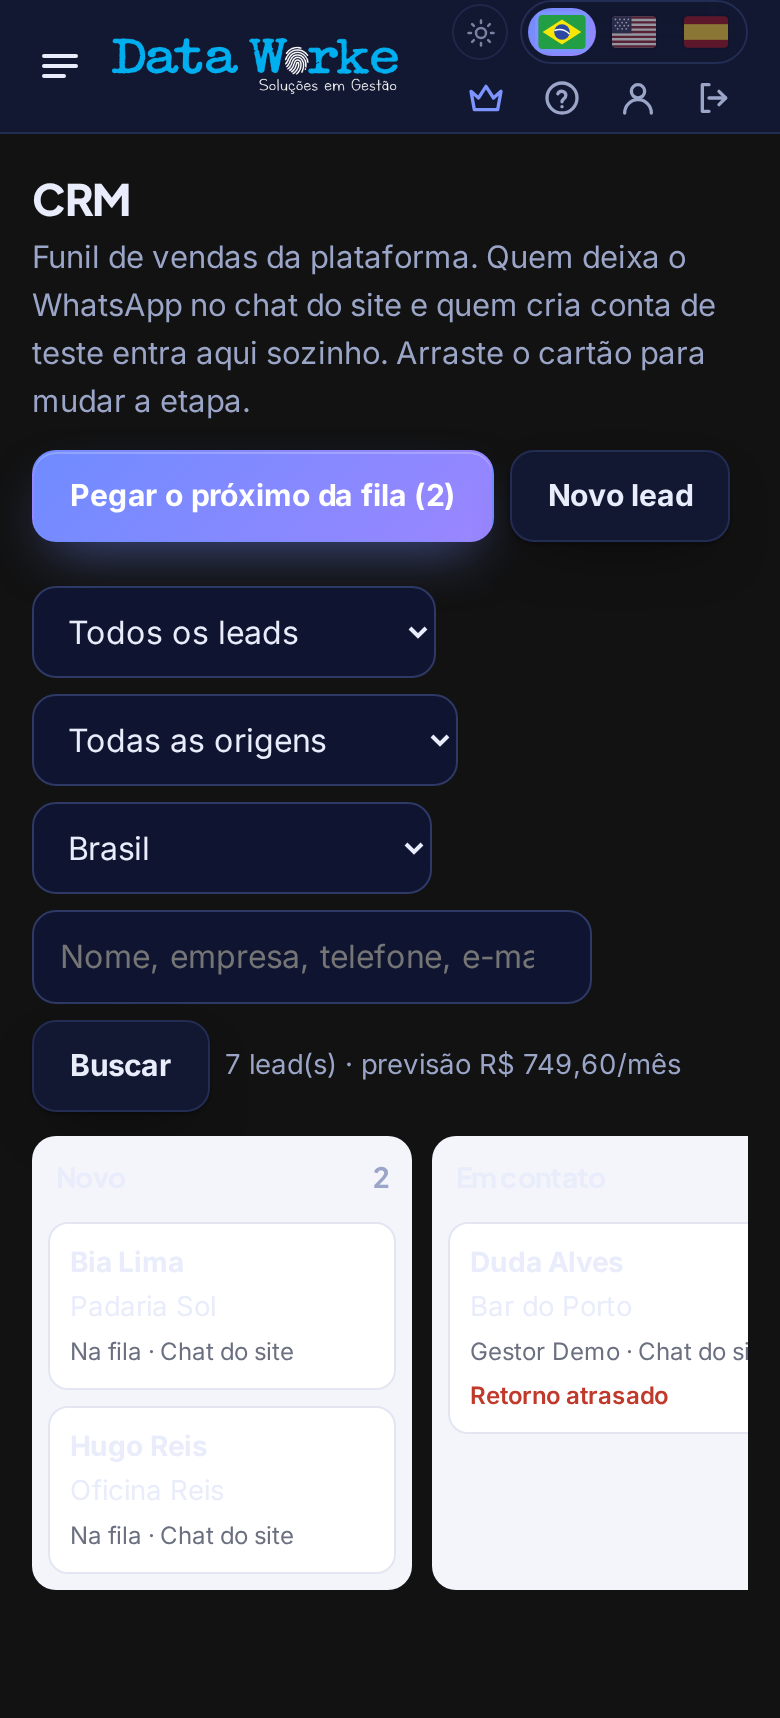 Data Worke
Soluções em Gestão
CRM
Funil de vendas da plataforma. Quem deixa o
WhatsApp no chat do site e quem cria conta de
teste entra aqui sozinho. Arraste o cartão para
mudar a etapa.
Pegar o próximo da fila (2)
Novo lead
Todos os leads
Todas as origens
Brasil
Nome, empresa, telefone, e-ma
Buscar
7 lead(s) · previsão R$ 749,60/mês
Novo
2
Bia Lima
Padaria Sol
Na fila · Chat do site
Hugo Reis
Oficina Reis
Na fila · Chat do site
Em contato
Duda Alves
Bar do Porto
Gestor Demo · Chat do si
Retorno atrasado